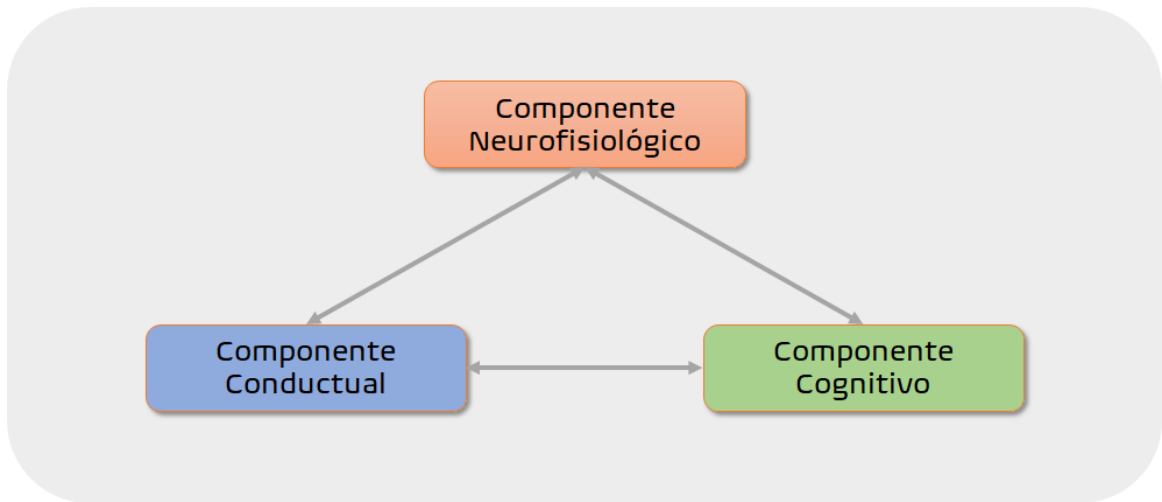 Componente
Neurofisiológico
Componente
Conductual
Componente
Cognitivo